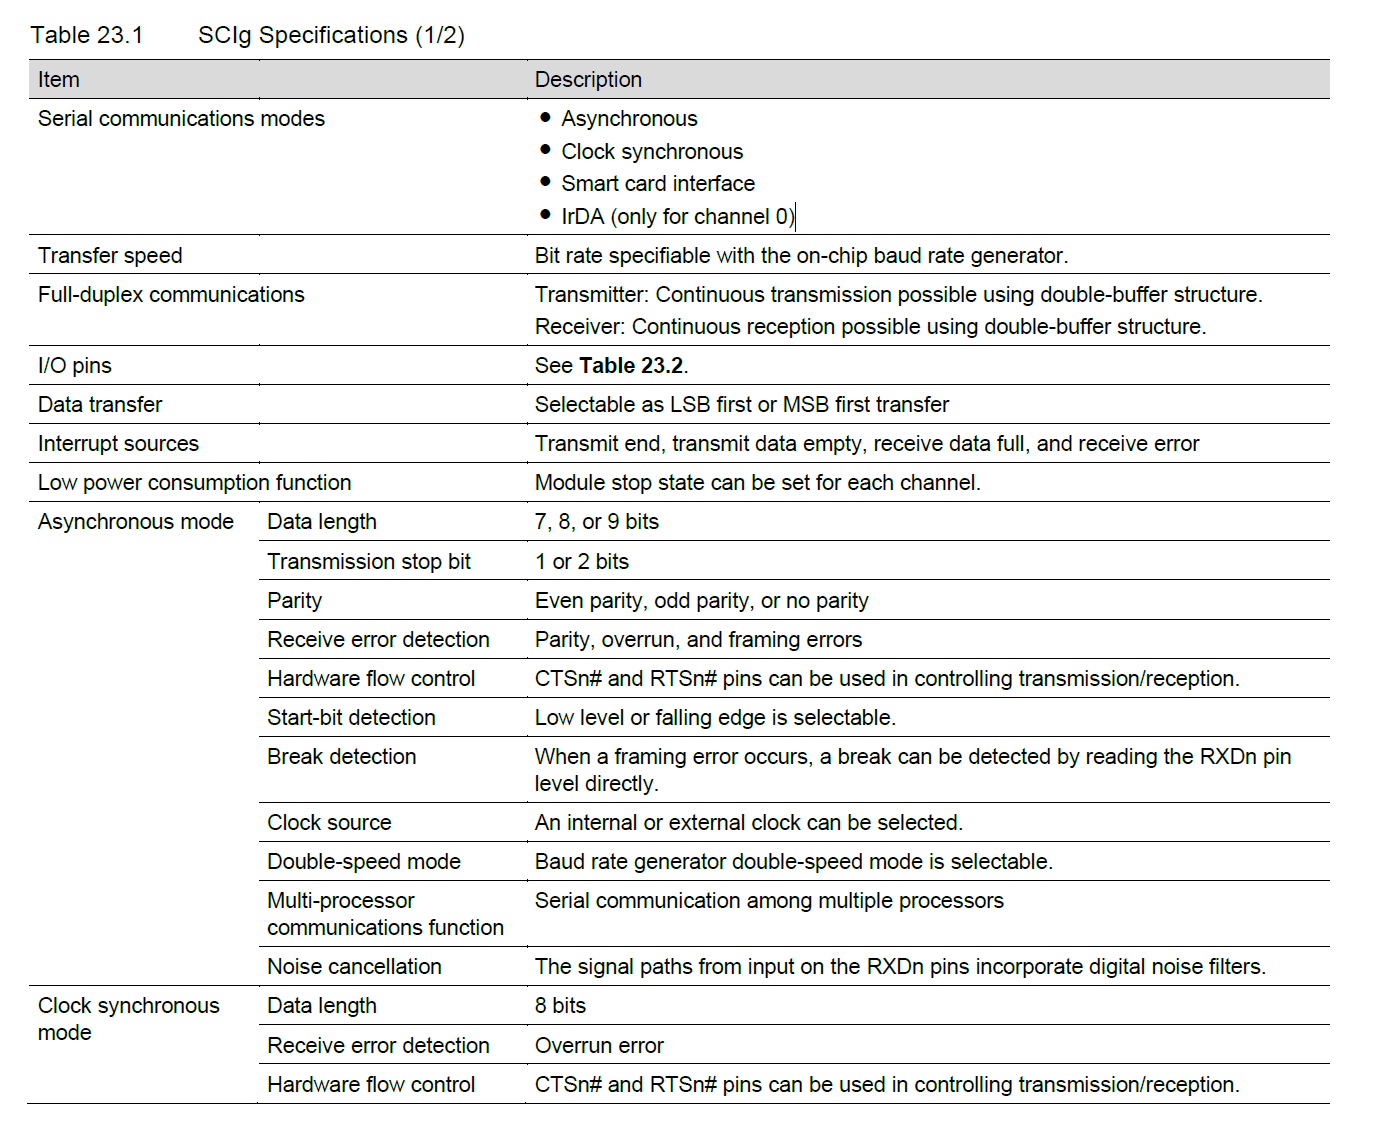 Table 23.1 SCIg Specifications (1/2)
Item Description
Serial communications modes ● Asynchronous
● Clock synchronous
● Smart card interface
● IrDA (only for channel 0)
Transfer speed Bit rate specifiable with the on-chip baud rate generator.
Full-duplex communications Transmitter: Continuous transmission possible using double-buffer structure.
Receiver: Continuous reception possible using double-buffer structure.
I/O pins See Table 23.2.
Data transfer Selectable as LSB first or MSB first transfer
Interrupt sources Transmit end, transmit data empty, receive data full, and receive error
Low power consumption function Module stop state can be set for each channel.
Asynchronous mode Data length 7, 8, or 9 bits
Transmission stop bit 1 or 2 bits
Parity Even parity, odd parity, or no parity
Receive error detection Parity, overrun, and framing errors
Hardware flow control CTSn# and RTSn# pins can be used in controlling transmission/reception.
Start-bit detection Low level or falling edge is selectable.
Break detection When a framing error occurs, a break can be detected by reading the RXDn pin
level directly.
Clock source An internal or external clock can be selected.
Double-speed mode Baud rate generator double-speed mode is selectable.
Multi-processor Serial communication among multiple processors
communications function
Noise cancellation The signal paths from input on the RXDn pins incorporate digital noise filters.
Clock synchronous Data length 8 bits
mode
Receive error detection Overrun error
Hardware flow control CTSn# and RTSn# pins can be used in controlling transmission/reception.